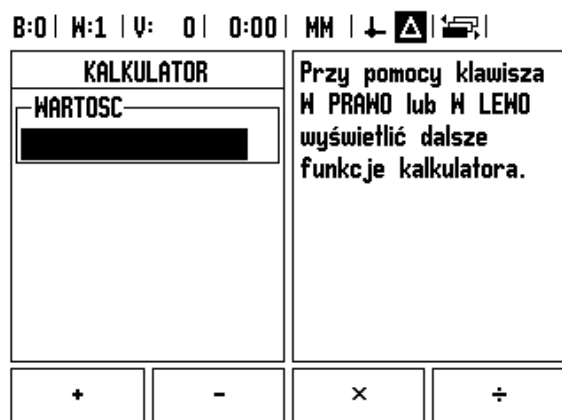 B:0| W:1 | V: 0| 0:00| MM | Δ |
KALKULATOR
WARTOSC
Przy pomocy klawisza
W PRAWO lub W LEWO
wyświetlić dalsze
funkcje kalkulatora.
+ - × ÷